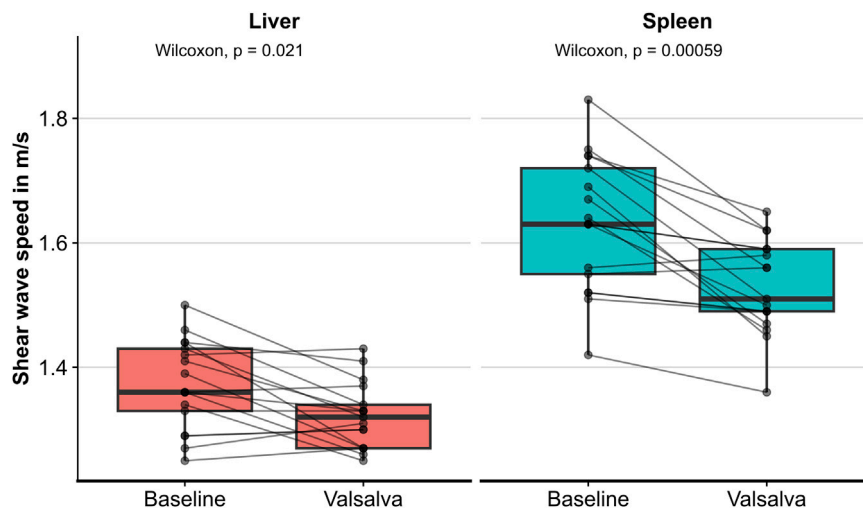 Liver
Spleen
Wilcoxon, p = 0.021
Wilcoxon, p = 0.00059
Shear wave speed in m/s
1.8
1.6
1.4
Baseline
Valsalva
Baseline
Valsalva